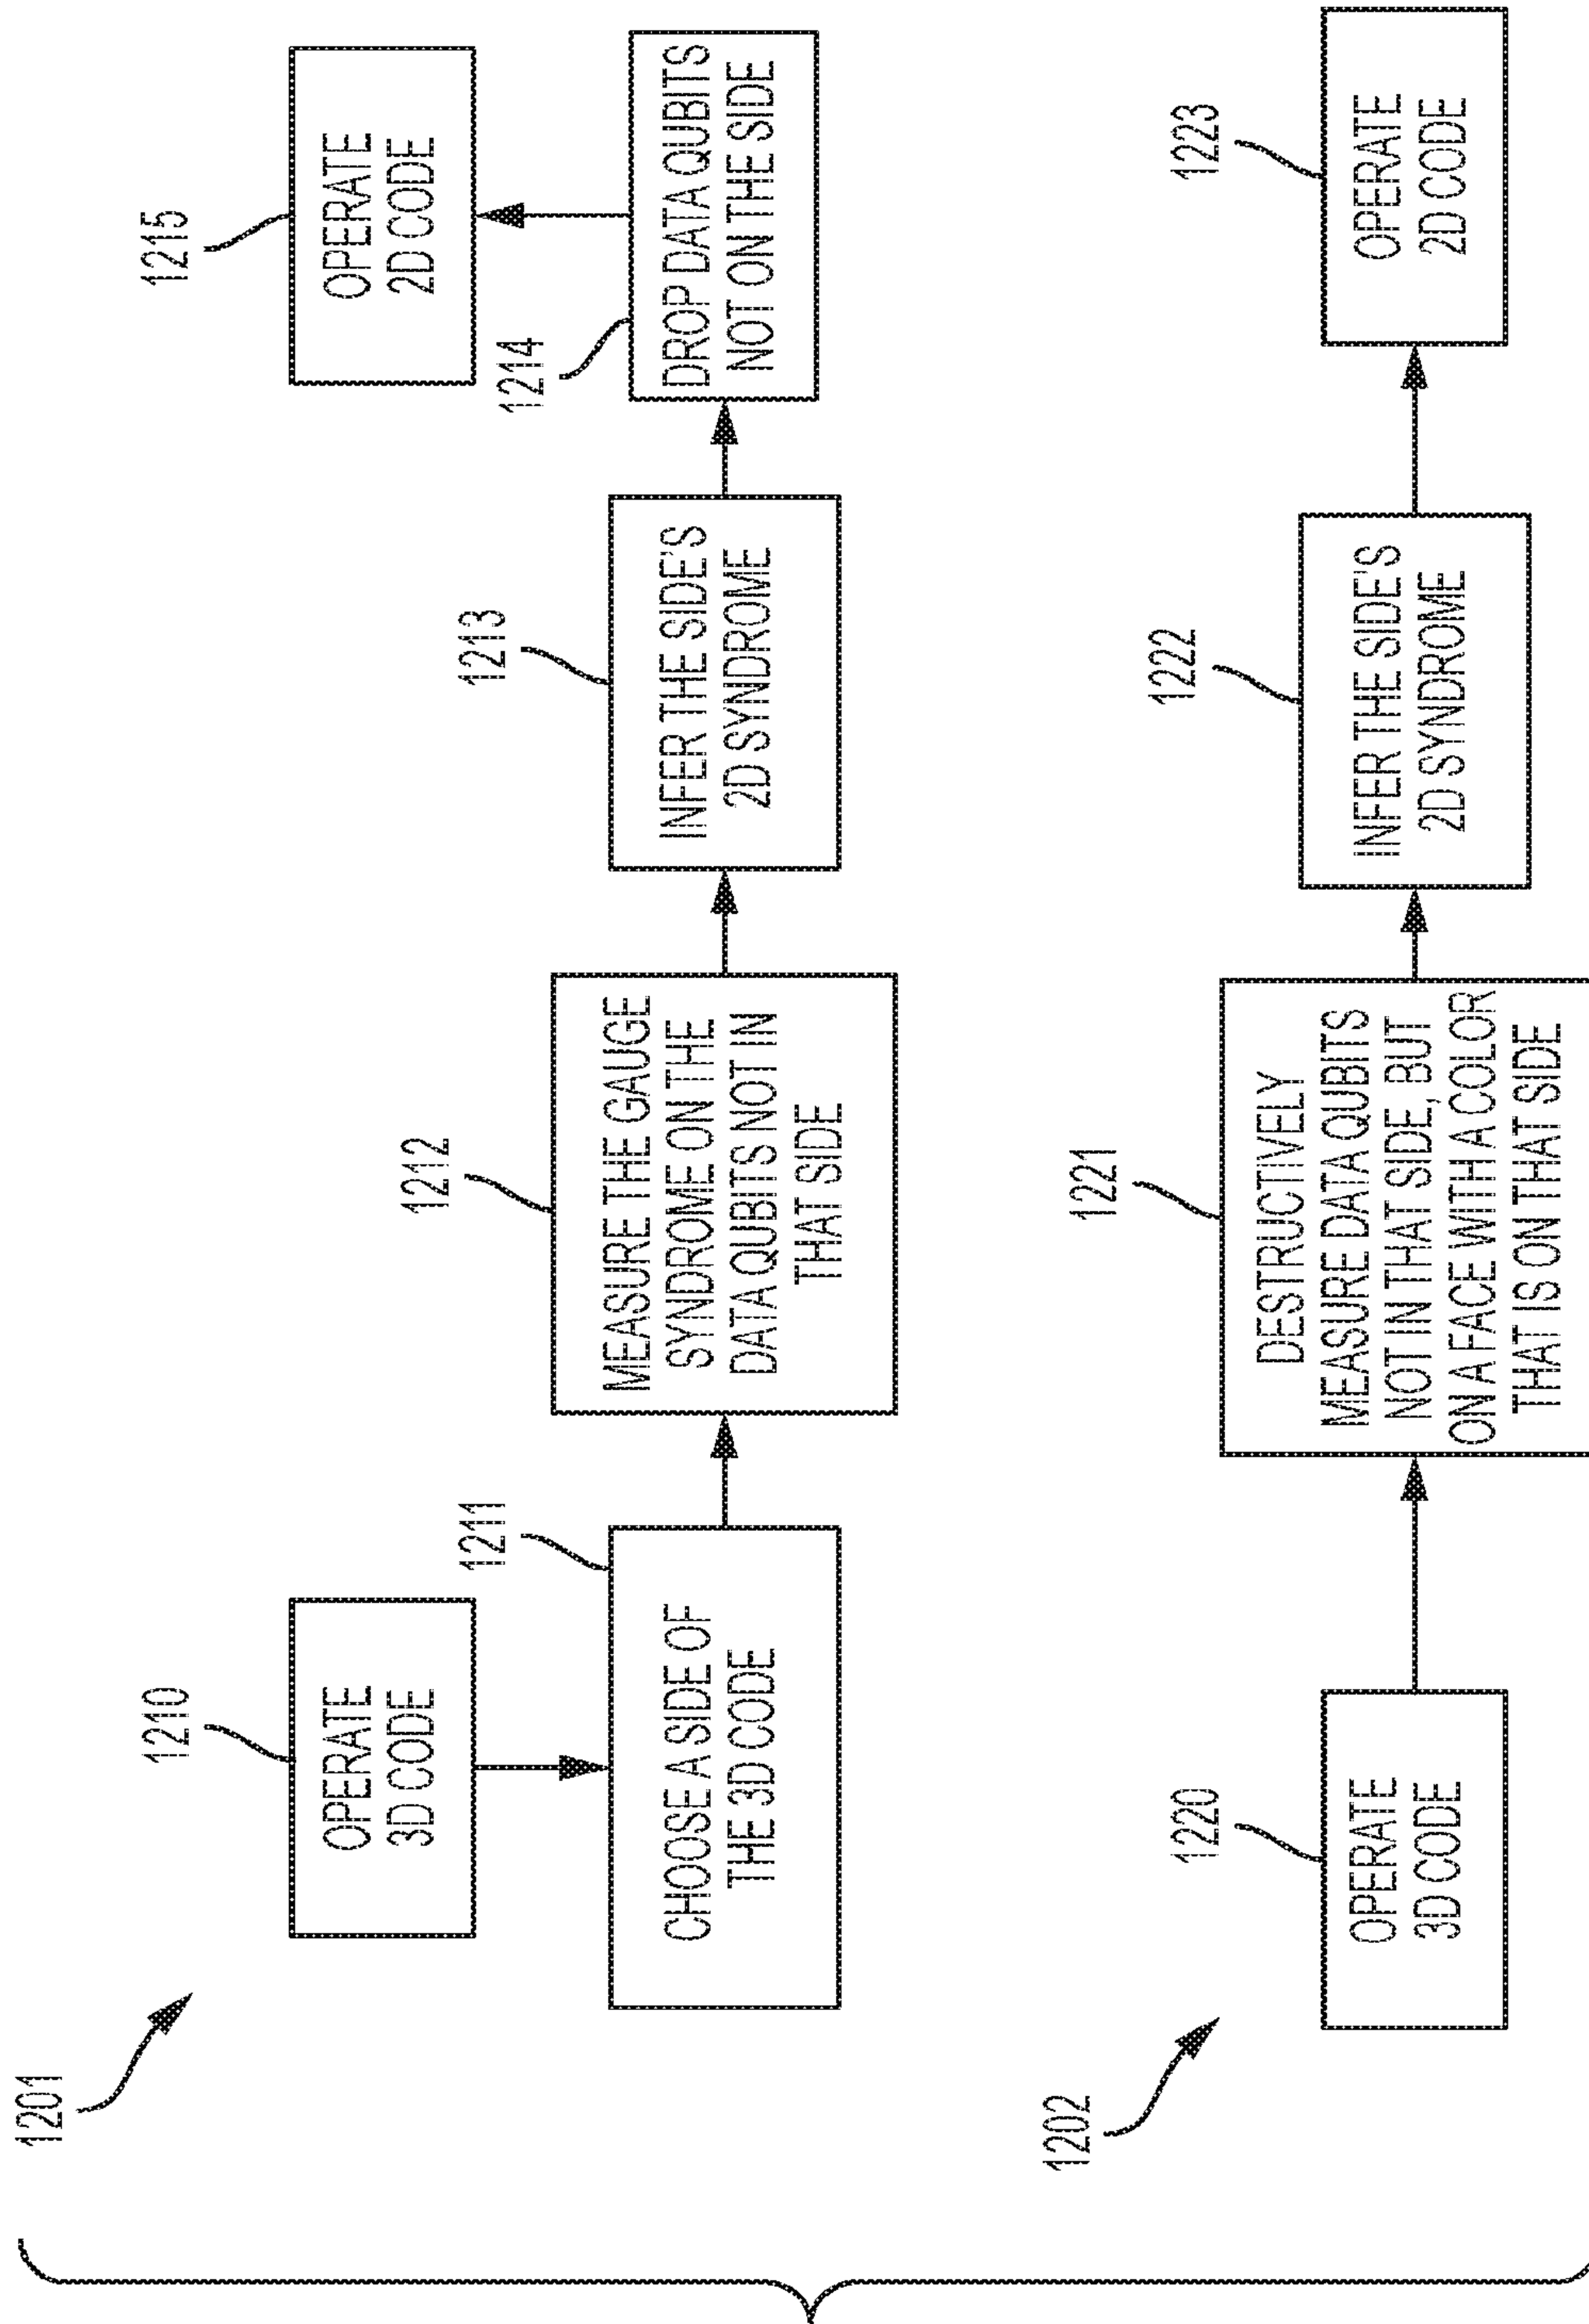 1201
1210
OPERATE
3D CODE
1211
CHOOSE A SIDE OF
THE 3D CODE
1212
MEASURE THE GAUGE
SYNDROME ON THE
DATA QUBITS NOT IN
THAT SIDE
1213
INFER THE SIDE'S
2D SYNDROME
1214
DROP DATA QUBITS
NOT ON THE SIDE
1215
OPERATE
2D CODE
1202
1220
OPERATE
3D CODE
1221
DESTRUCTIVELY
MEASURE DATA QUBITS
NOT IN THAT SIDE, BUT
ON A FACE WITH A COLOR
THAT IS ON THAT SIDE
1222
INFER THE SIDE'S
2D SYNDROME
1223
OPERATE
2D CODE